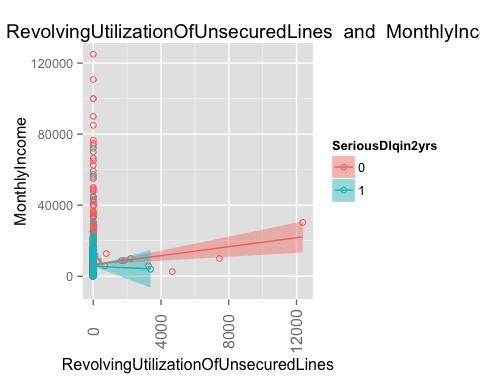 RevolvingUtilizationOfUnsecuredLines and MonthlyInc
120000
80000
40000
0
MonthlyIncome
0
4000
8000
12000
RevolvingUtilizationOfUnsecuredLines
SeriousDlqin2yrs
0
1